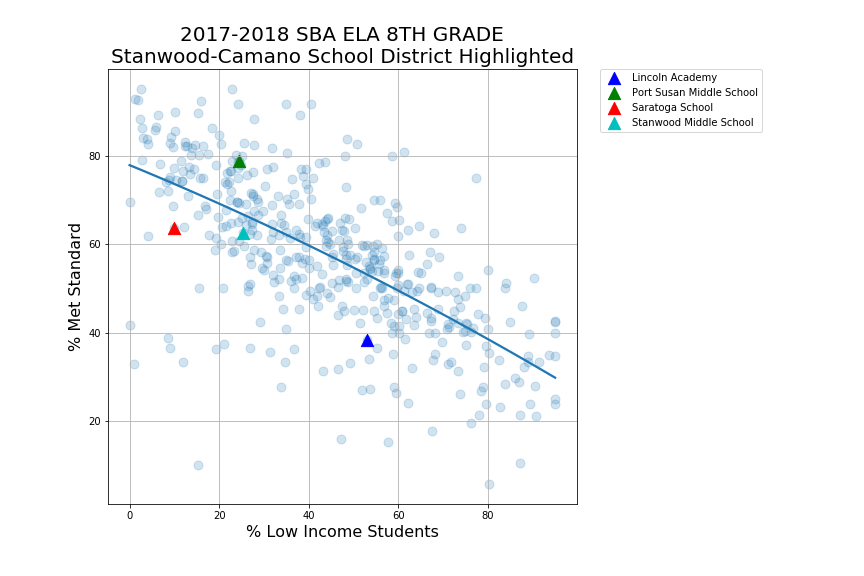 2017-2018 SBA ELA 8TH GRADE
Stanwood-Camano School District Highlighted
Lincoln Academy
Port Susan Middle School
Saratoga School
Stanwood Middle School
% Met Standard
80
60
40
20
0 20 40 60 80
% Low Income Students